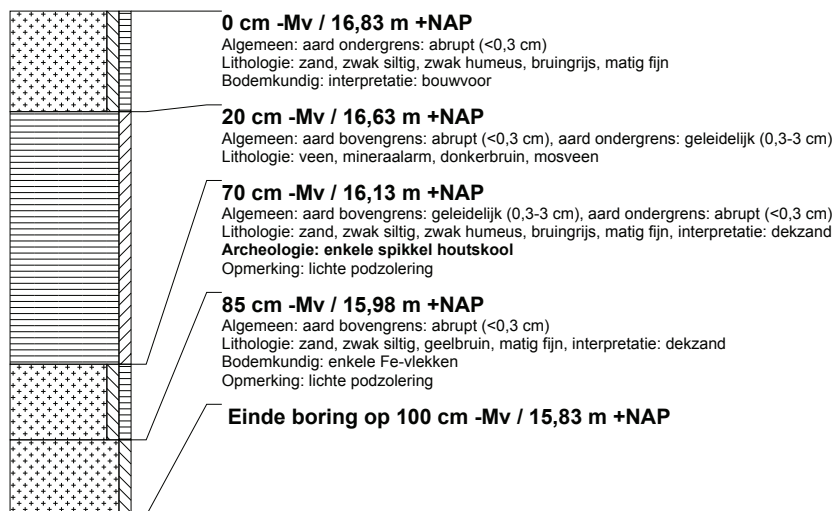 0 cm -Mv / 16,83 m +NAP
Algemeen: aard ondergrens: abrupt (<0,3 cm)
Lithologie: zand, zwak siltig, zwak humeus, bruingrijs, matig fijn
Bodemkundig: interpretatie: bouwvoor
20 cm -Mv / 16,63 m +NAP
Algemeen: aard bovengrens: abrupt (<0,3 cm), aard ondergrens: geleidelijk (0,3-3 cm)
Lithologie: veen, mineraalarm, donkerbruin, mosveen
70 cm -Mv / 16,13 m +NAP
Algemeen: aard bovengrens: geleidelijk (0,3-3 cm), aard ondergrens: abrupt (<0,3 cm)
Lithologie: zand, zwak siltig, zwak humeus, bruingrijs, matig fijn, interpretatie: dekzand
Archeologie: enkele spikkel houtskool
Opmerking: lichte podzolering
85 cm -Mv / 15,98 m +NAP
Algemeen: aard bovengrens: abrupt (<0,3 cm)
Lithologie: zand, zwak siltig, geelbruin, matig fijn, interpretatie: dekzand
Bodemkundig: enkele Fe-vlekken
Opmerking: lichte podzolering
Einde boring op 100 cm -Mv / 15,83 m +NAP